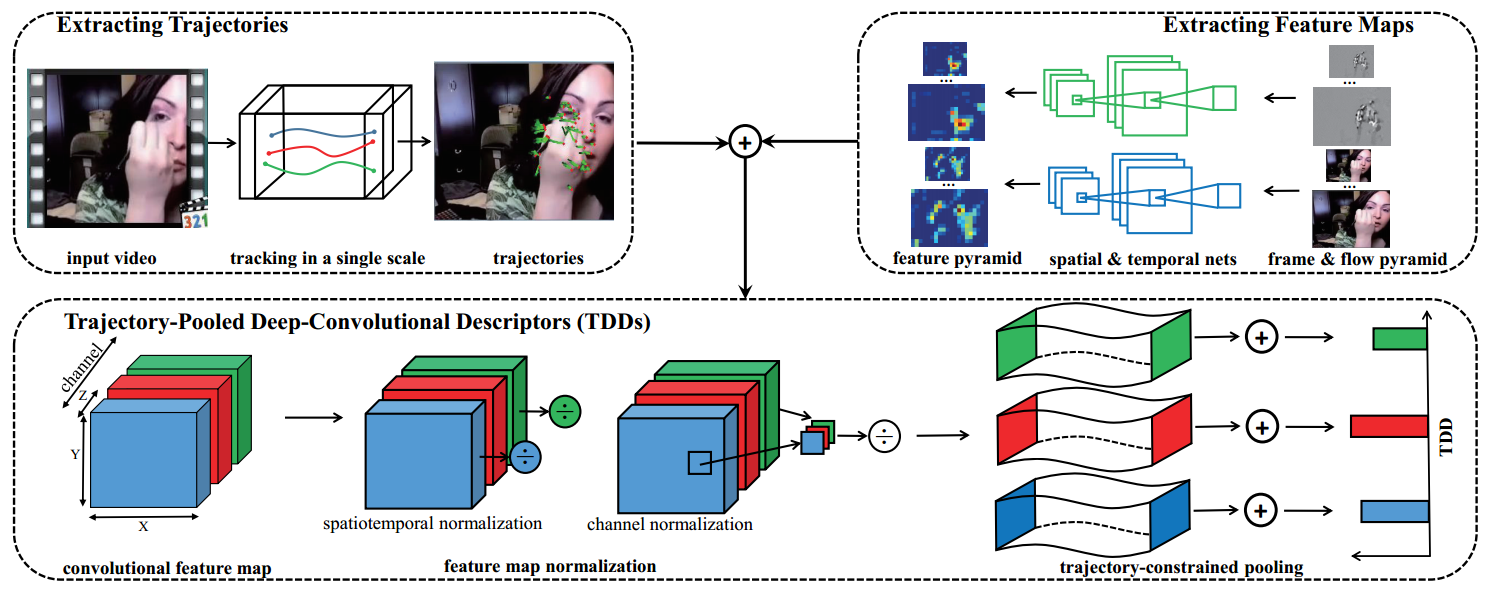 Extracting Trajectories
321
input video
tracking in a single scale
trajectories
+
Extracting Feature Maps
...
...
...
...
feature pyramid
spatial & temporal nets
frame & flow pyramid
Trajectory-Pooled Deep-Convolutional Descriptors (TDDs)
channel
Z
Y
X
convolutional feature map
÷
÷
spatiotemporal normalization
÷
channel normalization
feature map normalization
+
+
+
trajectory-constrained pooling
TDD